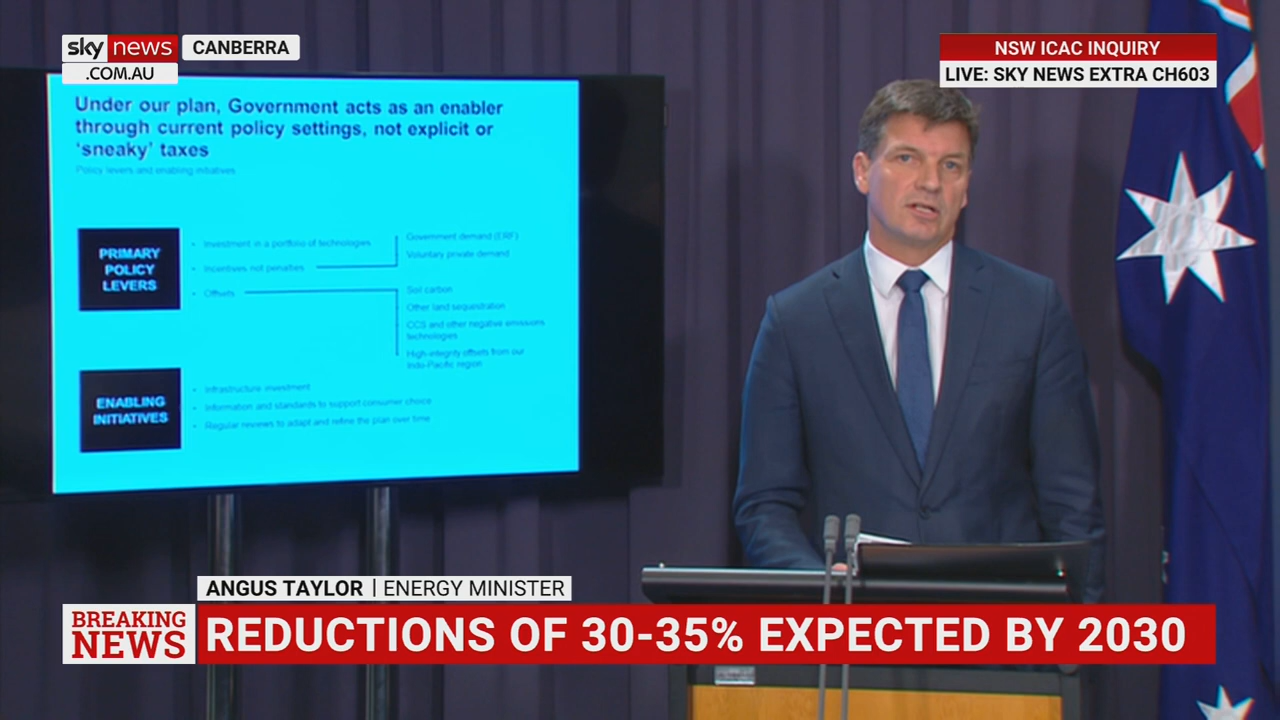 sky news
.COM.AU
CANBERRA
NSW ICAC INQUIRY
LIVE: SKY NEWS EXTRA CH603
Under our plan, Government acts as an enabler
through current policy settings, not explicit or
‘sneaky’ taxes
Policy levers and enabling initiatives
PRIMARY
POLICY
LEVERS
• Investment in a portfolio of technologies
• Incentives not penalties
• Offsets
Government demand (ERF)
Voluntary private demand
Soil carbon
Other land sequestration
CCS and other negative emissions
technologies
High-integrity offsets from our
Indo-Pacific region
ENABLING
INITIATIVES
• Infrastructure investment
• Information and standards to support consumer choice
• Regular reviews to adapt and refine the plan over time
ANGUS TAYLOR | ENERGY MINISTER
BREAKING
NEWS
REDUCTIONS OF 30-35% EXPECTED BY 2030